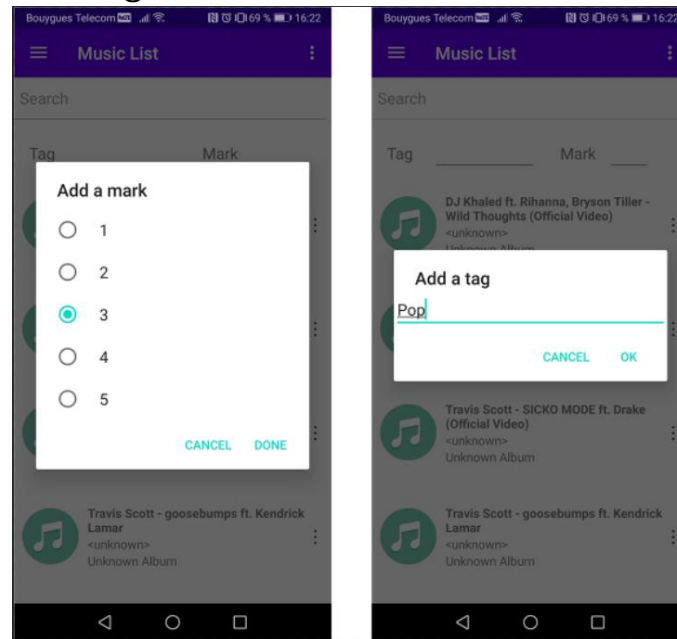 Bouygues Telecom 69 % 16:22
Music List
Search
Tag Mark
Add a mark
1
2
3
4
5
CANCEL DONE
Travis Scott - goosebumps ft. Kendrick
Lamar
<unknown>
Unknown Album
Bouygues Telecom 69 % 16:22
Music List
Search
Tag Mark
DJ Khaled ft. Rihanna, Bryson Tiller -
Wild Thoughts (Official Video)
<unknown>
Unknown Album
Add a tag
Pop
CANCEL OK
Travis Scott - SICKO MODE ft. Drake
(Official Video)
<unknown>
Unknown Album
Travis Scott - goosebumps ft. Kendrick
Lamar
<unknown>
Unknown Album